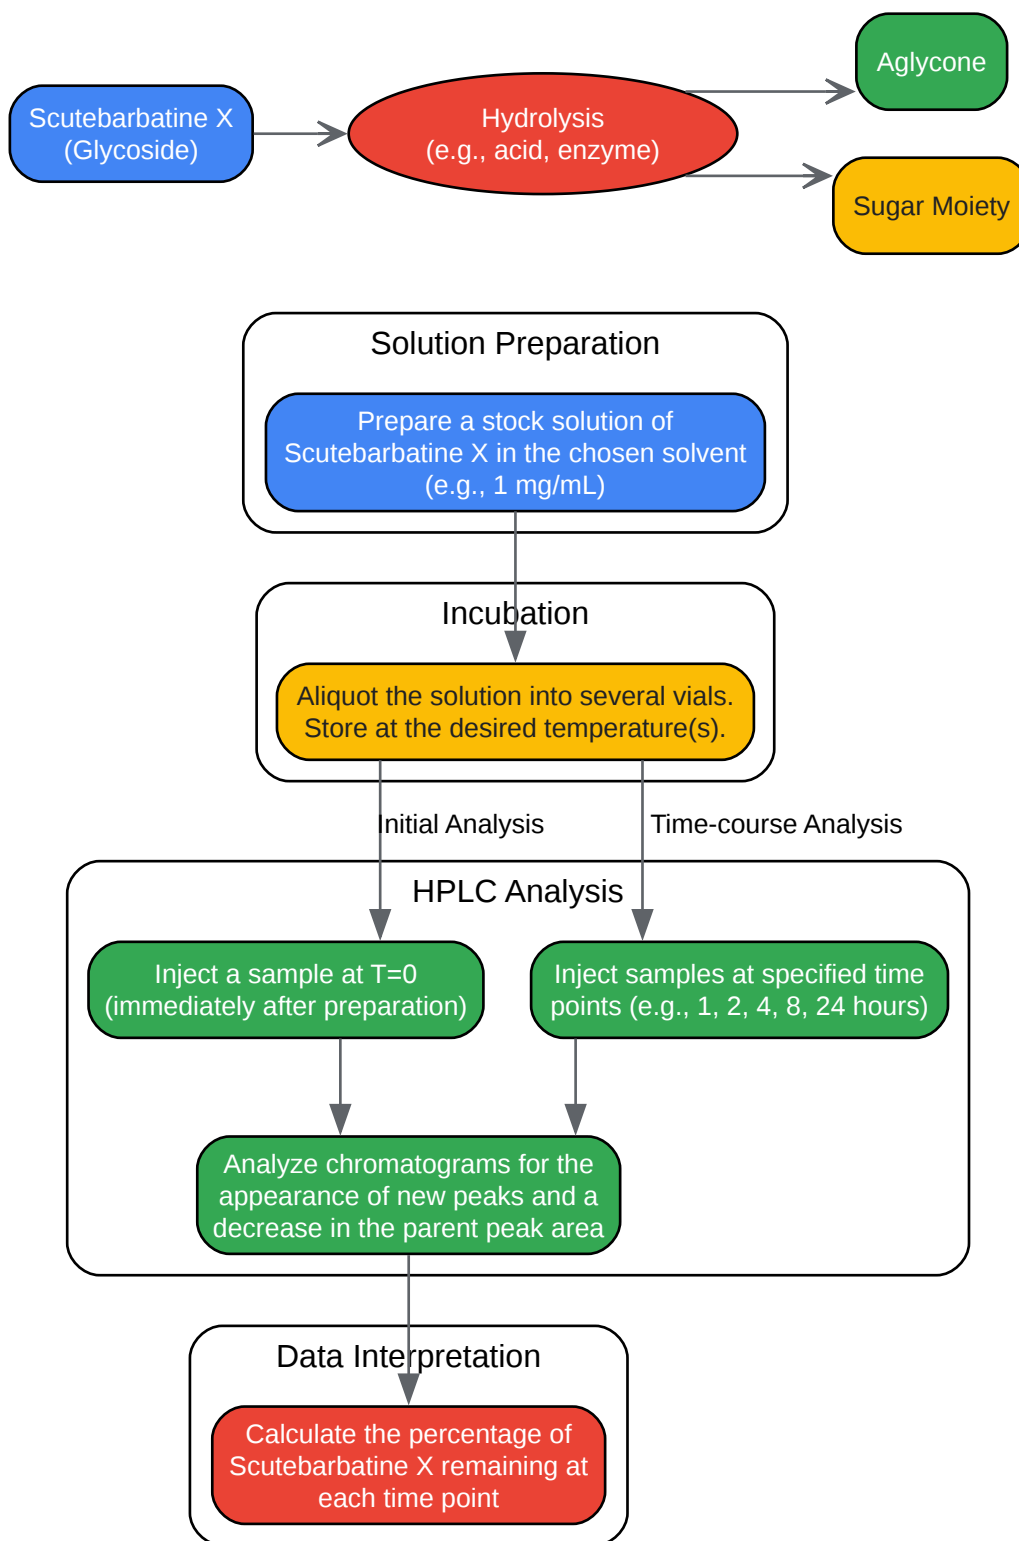 Scutebarbatine X
(Glycoside)
Hydrolysis
(e.g., acid, enzyme)
Aglycone
Sugar Moiety
Solution Preparation
Prepare a stock solution of
Scutebarbatine X in the chosen solvent
(e.g., 1 mg/mL)
Incubation
Aliquot the solution into several vials.
Store at the desired temperature(s).
Initial Analysis
Time-course Analysis
HPLC Analysis
Inject a sample at T=0
(immediately after preparation)
Inject samples at specified time
points (e.g., 1, 2, 4, 8, 24 hours)
Analyze chromatograms for the
appearance of new peaks and a
decrease in the parent peak area
Data Interpretation
Calculate the percentage of
Scutebarbatine X remaining at
each time point